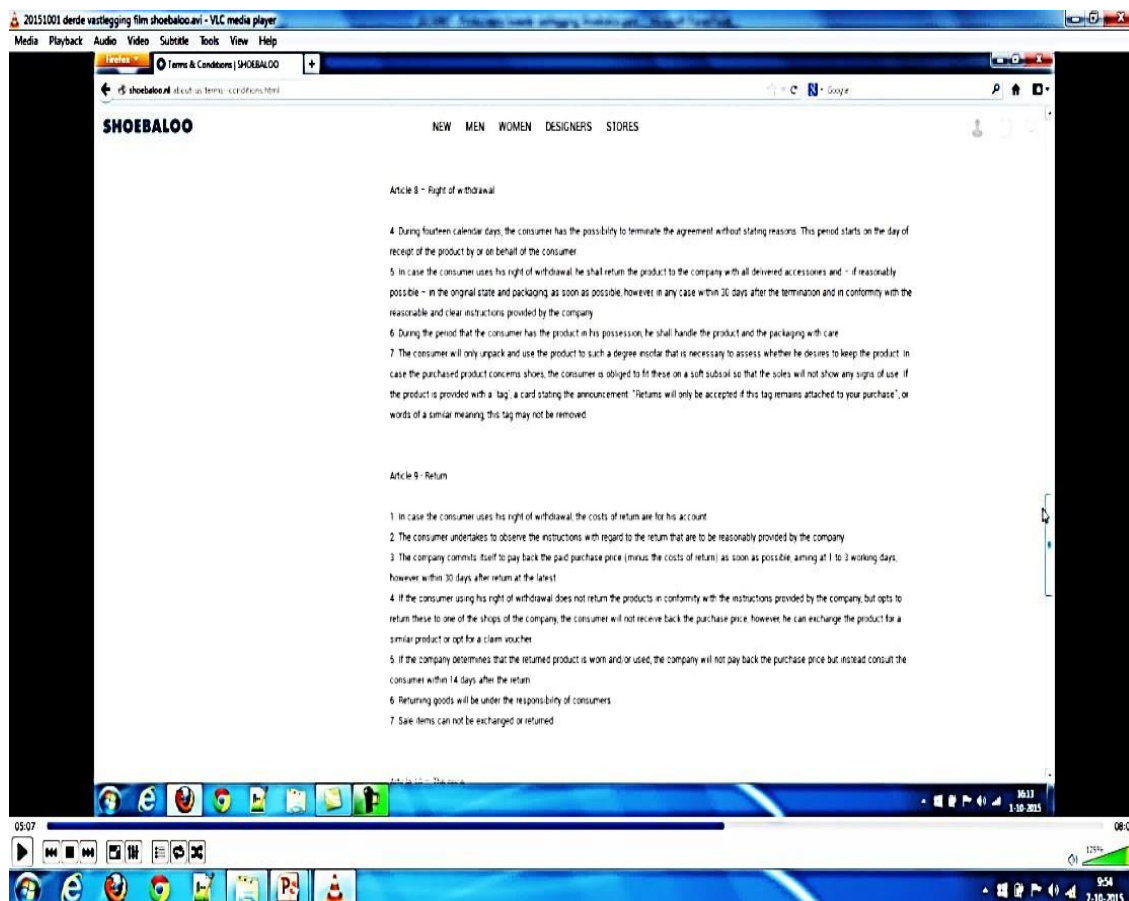 20151001 derde vastlegging film shoebaloo.avi - VLC media player
Media Playback Audio Video Subtitle Tools View Help
Firefox
Terms & Conditions | SHOEBALOO
+
shoebaloo.nl about-us terms--conditions.html
Google
SHOEBALOO
NEW MEN WOMEN DESIGNERS STORES
Article 8 - Right of withdrawal
4 During fourteen calendar days, the consumer has the possibility to terminate the agreement without stating reasons. This period starts on the day of
receipt of the product by or on behalf of the consumer
5 In case the consumer uses his right of withdrawal he shall return the product to the company with all delivered accessories and - if reasonably
possible - in the original state and packaging, as soon as possible, however in any case within 30 days after the termination and in conformity with the
reasonable and clear instructions provided by the company
6 During the period that the consumer has the product in his possession, he shall handle the product and the packaging with care
7 The consumer will only unpack and use the product to such a degree insofar that is necessary to assess whether he desires to keep the product. In
case the purchased product concerns shoes, the consumer is obliged to fit these on a soft subsoil so that the soles will not show any signs of use. If
the product is provided with a 'tag', a card stating the announcement "Returns will only be accepted if this tag remains attached to your purchase", or
words of a similar meaning, this tag may not be removed
Article 9 - Return
1 In case the consumer uses his right of withdrawal, the costs of return are for his account
2 The consumer undertakes to observe the instructions with regard to the return that are to be reasonably provided by the company
3 The company commits itself to pay back the paid purchase price (minus the costs of return) as soon as possible, aiming at 1 to 3 working days,
however within 30 days after return at the latest
4 If the consumer using his right of withdrawal does not return the products in conformity with the instructions provided by the company, but opts to
return these to one of the shops of the company, the consumer will not receive back the purchase price, however, he can exchange the product for a
similar product or opt for a claim voucher
5 If the company determines that the returned product is worn and/or used, the company will not pay back the purchase price but instead consult the
consumer within 14 days after the return
6 Returning goods will be under the responsibility of consumers
7 Sale items can not be exchanged or returned
16:13
1-10-2015
05:07
08:0
125%
9:54
7-10-2015